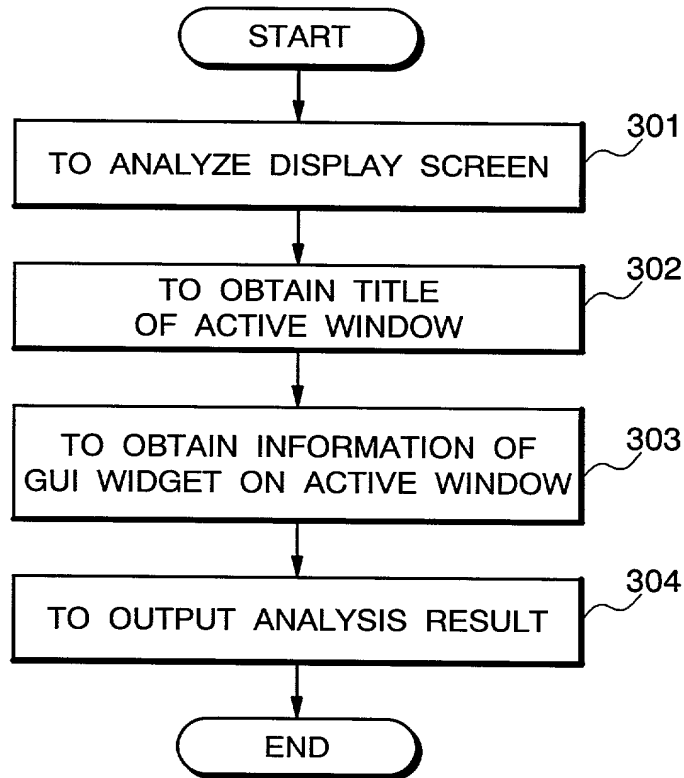 START
301
TO ANALYZE DISPLAY SCREEN
302
TO OBTAIN TITLE
OF ACTIVE WINDOW
303
TO OBTAIN INFORMATION OF
GUI WIDGET ON ACTIVE WINDOW
304
TO OUTPUT ANALYSIS RESULT
END